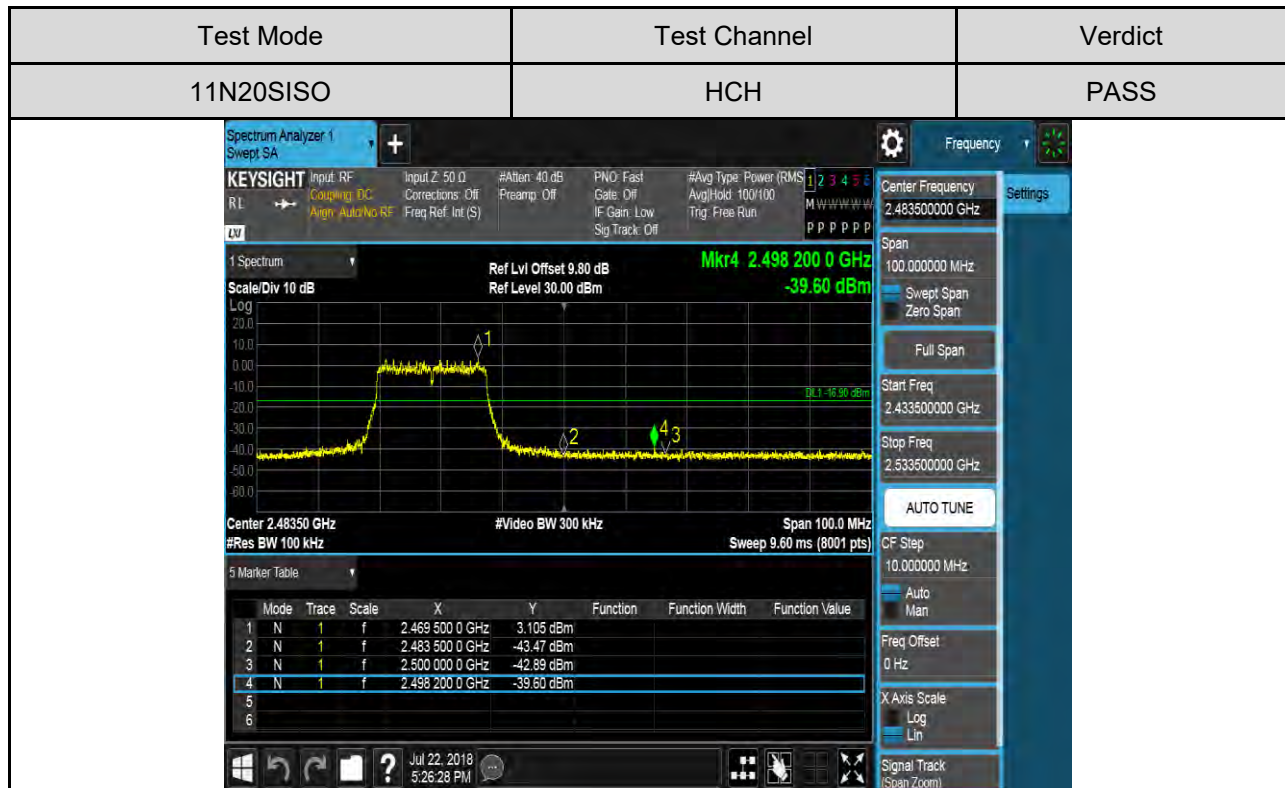 Test Mode Test Channel Verdict
11N20SISO HCH PASS
Spectrum Analyzer 1
Swept SA
+
Frequency
KEYSIGHT Input: RF Input Z: 50 Ω #Atten: 40 dB PNO: Fast #Avg Type: Power (RMS 1 2 3 4 5 6
RL Coupling: DC Corrections: Off Preamp: Off Gate: Off Avg|Hold: 100/100 M W W W W W
Align: Auto/No RF Freq Ref: Int (S) IF Gain: Low Trig: Free Run
LXI Sig Track: Off P P P P P P
Center Frequency
2.483500000 GHz
Settings
Span
100.000000 MHz
Swept Span
Zero Span
Full Span
Start Freq
2.433500000 GHz
Stop Freq
2.533500000 GHz
AUTO TUNE
CF Step
10.000000 MHz
Auto
Man
Freq Offset
0 Hz
X Axis Scale
Log
Lin
Signal Track
(Span Zoom)
1 Spectrum Ref Lvl Offset 9.80 dB Mkr4 2.498 200 0 GHz
Scale/Div 10 dB Ref Level 30.00 dBm -39.60 dBm
Log
20.0
10.0
0.00
-10.0
-20.0
-30.0
-40.0
-50.0
-60.0
1
DL1 -16.90 dBm
2 4 3
Center 2.48350 GHz #Video BW 300 kHz Span 100.0 MHz
#Res BW 100 kHz Sweep 9.60 ms (8001 pts)
5 Marker Table
Mode Trace Scale X Y Function Function Width Function Value
1 N 1 f 2.469 500 0 GHz 3.105 dBm
2 N 1 f 2.483 500 0 GHz -43.47 dBm
3 N 1 f 2.500 000 0 GHz -42.89 dBm
4 N 1 f 2.498 200 0 GHz -39.60 dBm
5
6
? Jul 22, 2018
5:26:28 PM